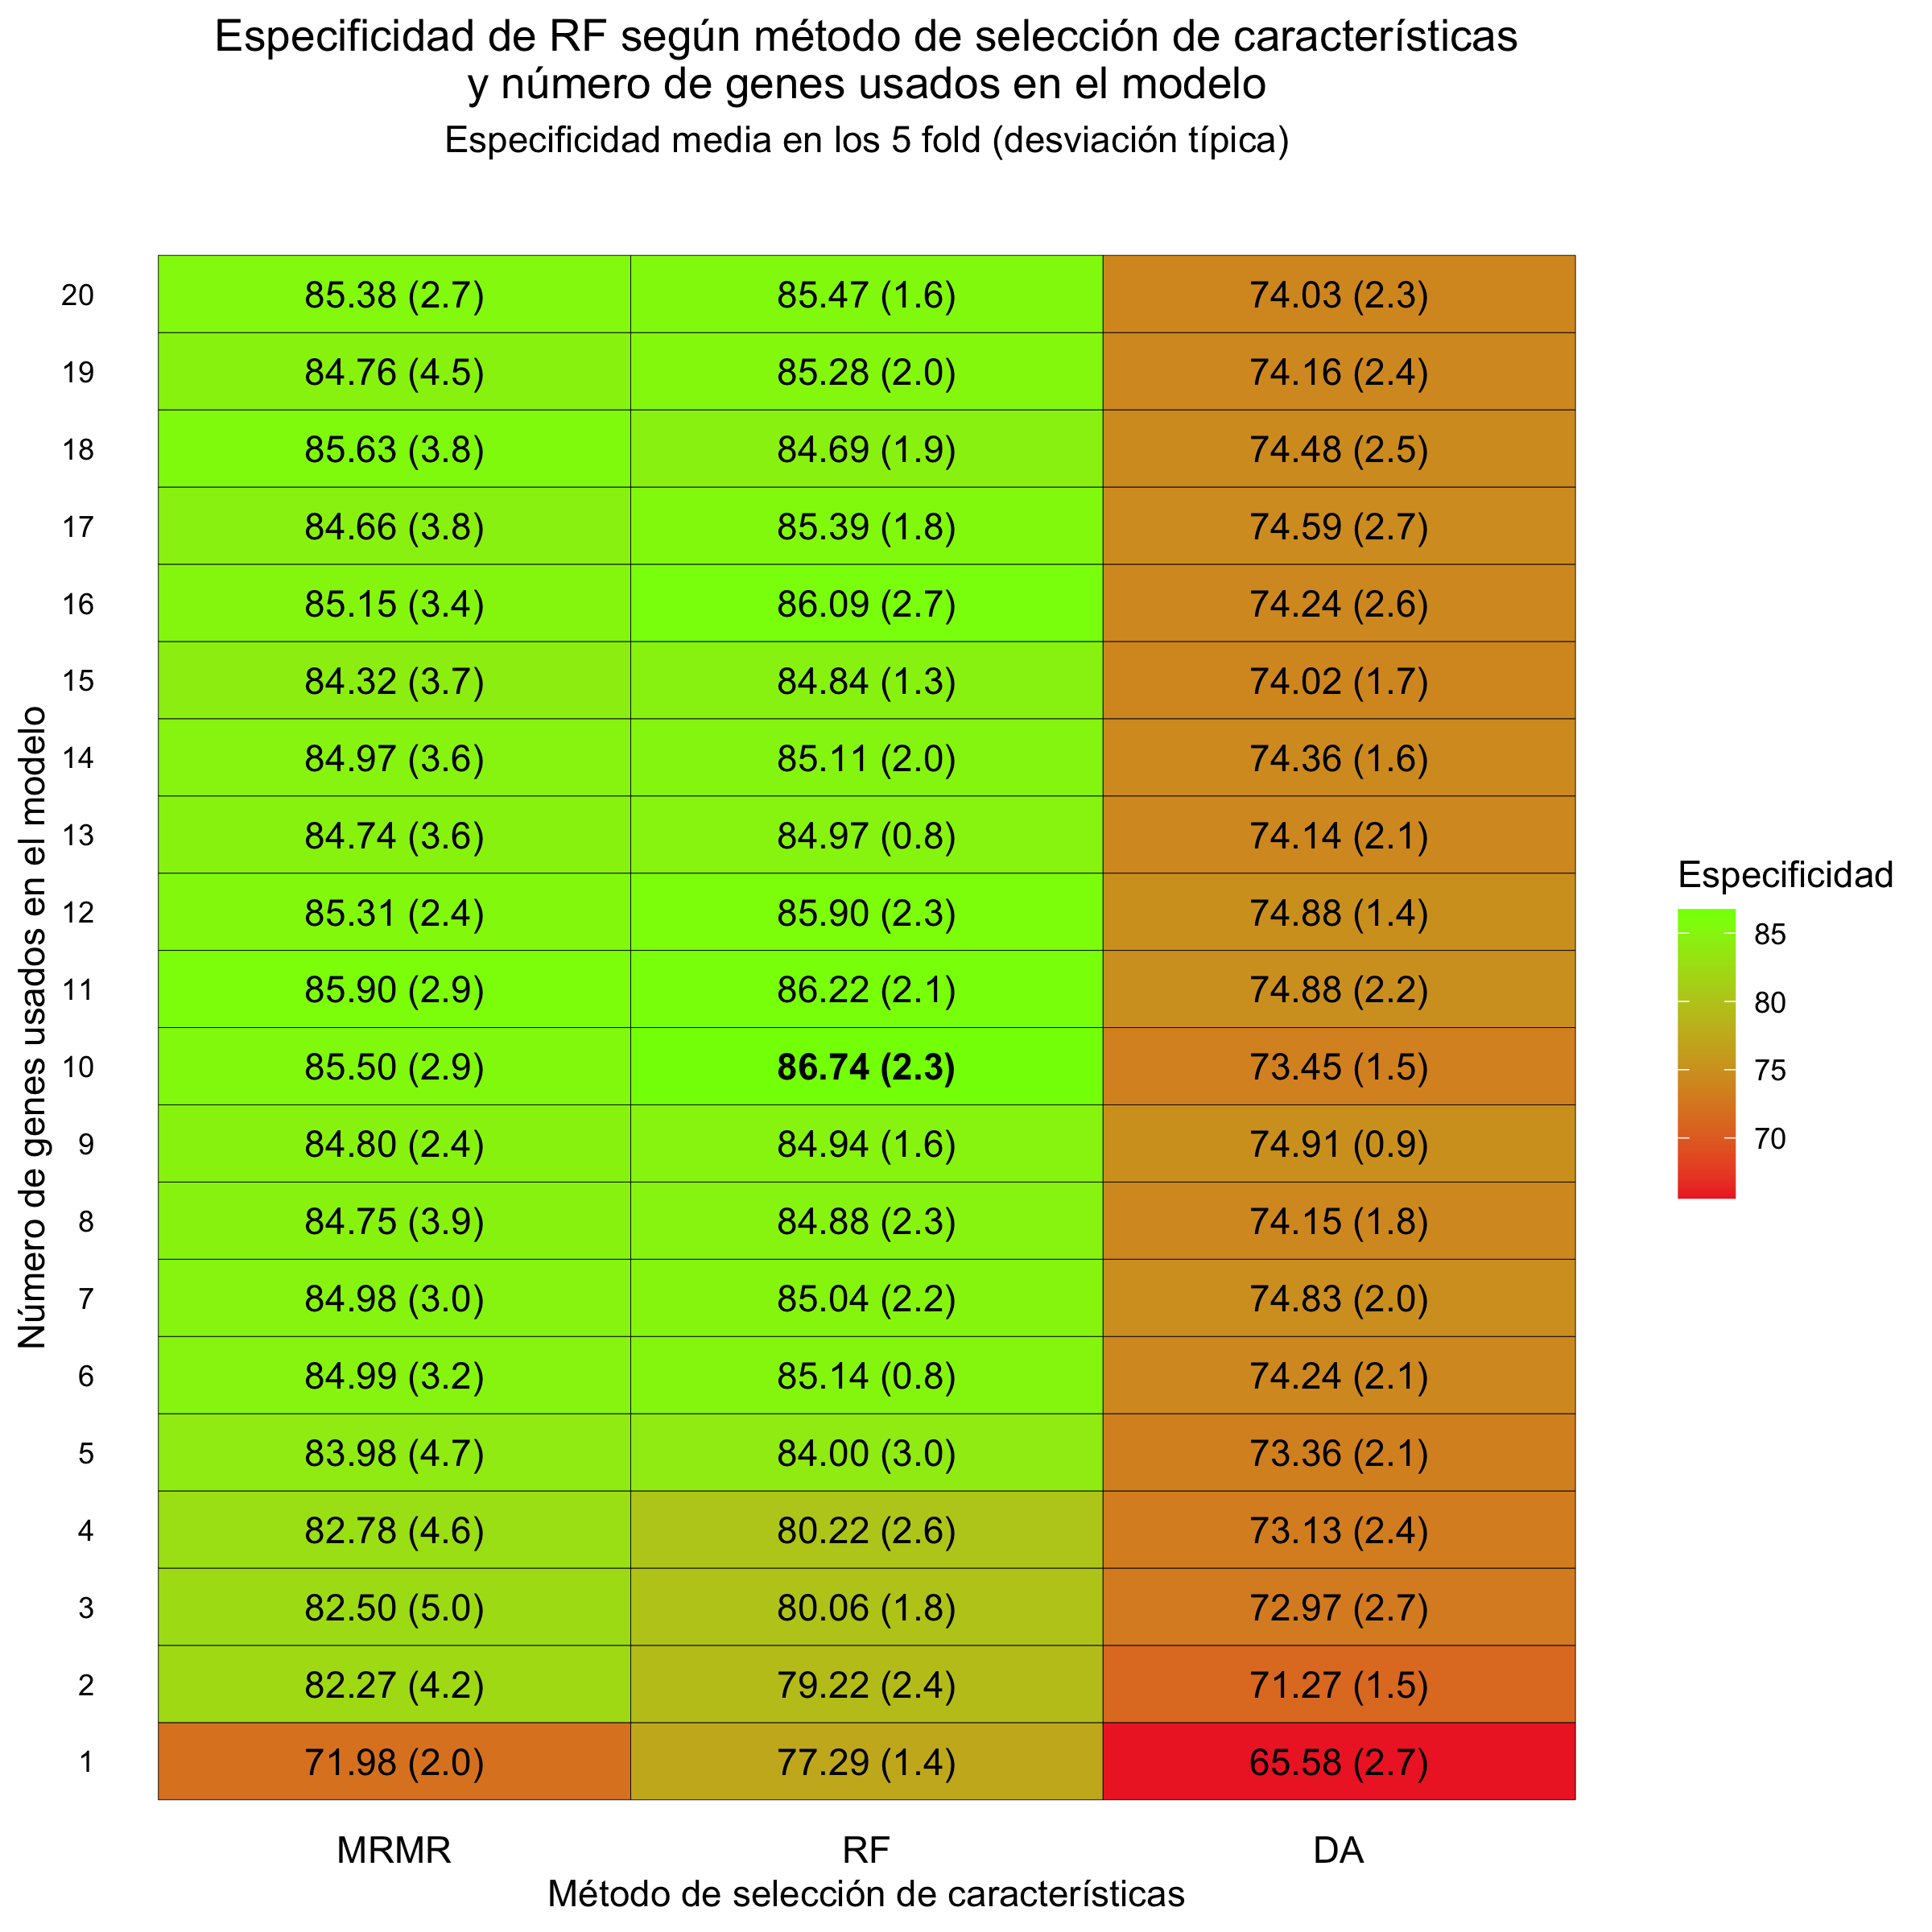 Especificidad de RF según método de selección de características
y número de genes usados en el modelo
Especificidad media en los 5 fold (desviación típica)
Número de genes usados en el modelo
20 85.38 (2.7) 85.47 (1.6) 74.03 (2.3)
19 84.76 (4.5) 85.28 (2.0) 74.16 (2.4)
18 85.63 (3.8) 84.69 (1.9) 74.48 (2.5)
17 84.66 (3.8) 85.39 (1.8) 74.59 (2.7)
16 85.15 (3.4) 86.09 (2.7) 74.24 (2.6)
15 84.32 (3.7) 84.84 (1.3) 74.02 (1.7)
14 84.97 (3.6) 85.11 (2.0) 74.36 (1.6)
13 84.74 (3.6) 84.97 (0.8) 74.14 (2.1)
12 85.31 (2.4) 85.90 (2.3) 74.88 (1.4)
11 85.90 (2.9) 86.22 (2.1) 74.88 (2.2)
10 85.50 (2.9) 86.74 (2.3) 73.45 (1.5)
9 84.80 (2.4) 84.94 (1.6) 74.91 (0.9)
8 84.75 (3.9) 84.88 (2.3) 74.15 (1.8)
7 84.98 (3.0) 85.04 (2.2) 74.83 (2.0)
6 84.99 (3.2) 85.14 (0.8) 74.24 (2.1)
5 83.98 (4.7) 84.00 (3.0) 73.36 (2.1)
4 82.78 (4.6) 80.22 (2.6) 73.13 (2.4)
3 82.50 (5.0) 80.06 (1.8) 72.97 (2.7)
2 82.27 (4.2) 79.22 (2.4) 71.27 (1.5)
1 71.98 (2.0) 77.29 (1.4) 65.58 (2.7)
MRMR RF DA
Método de selección de características
Especificidad
85
80
75
70